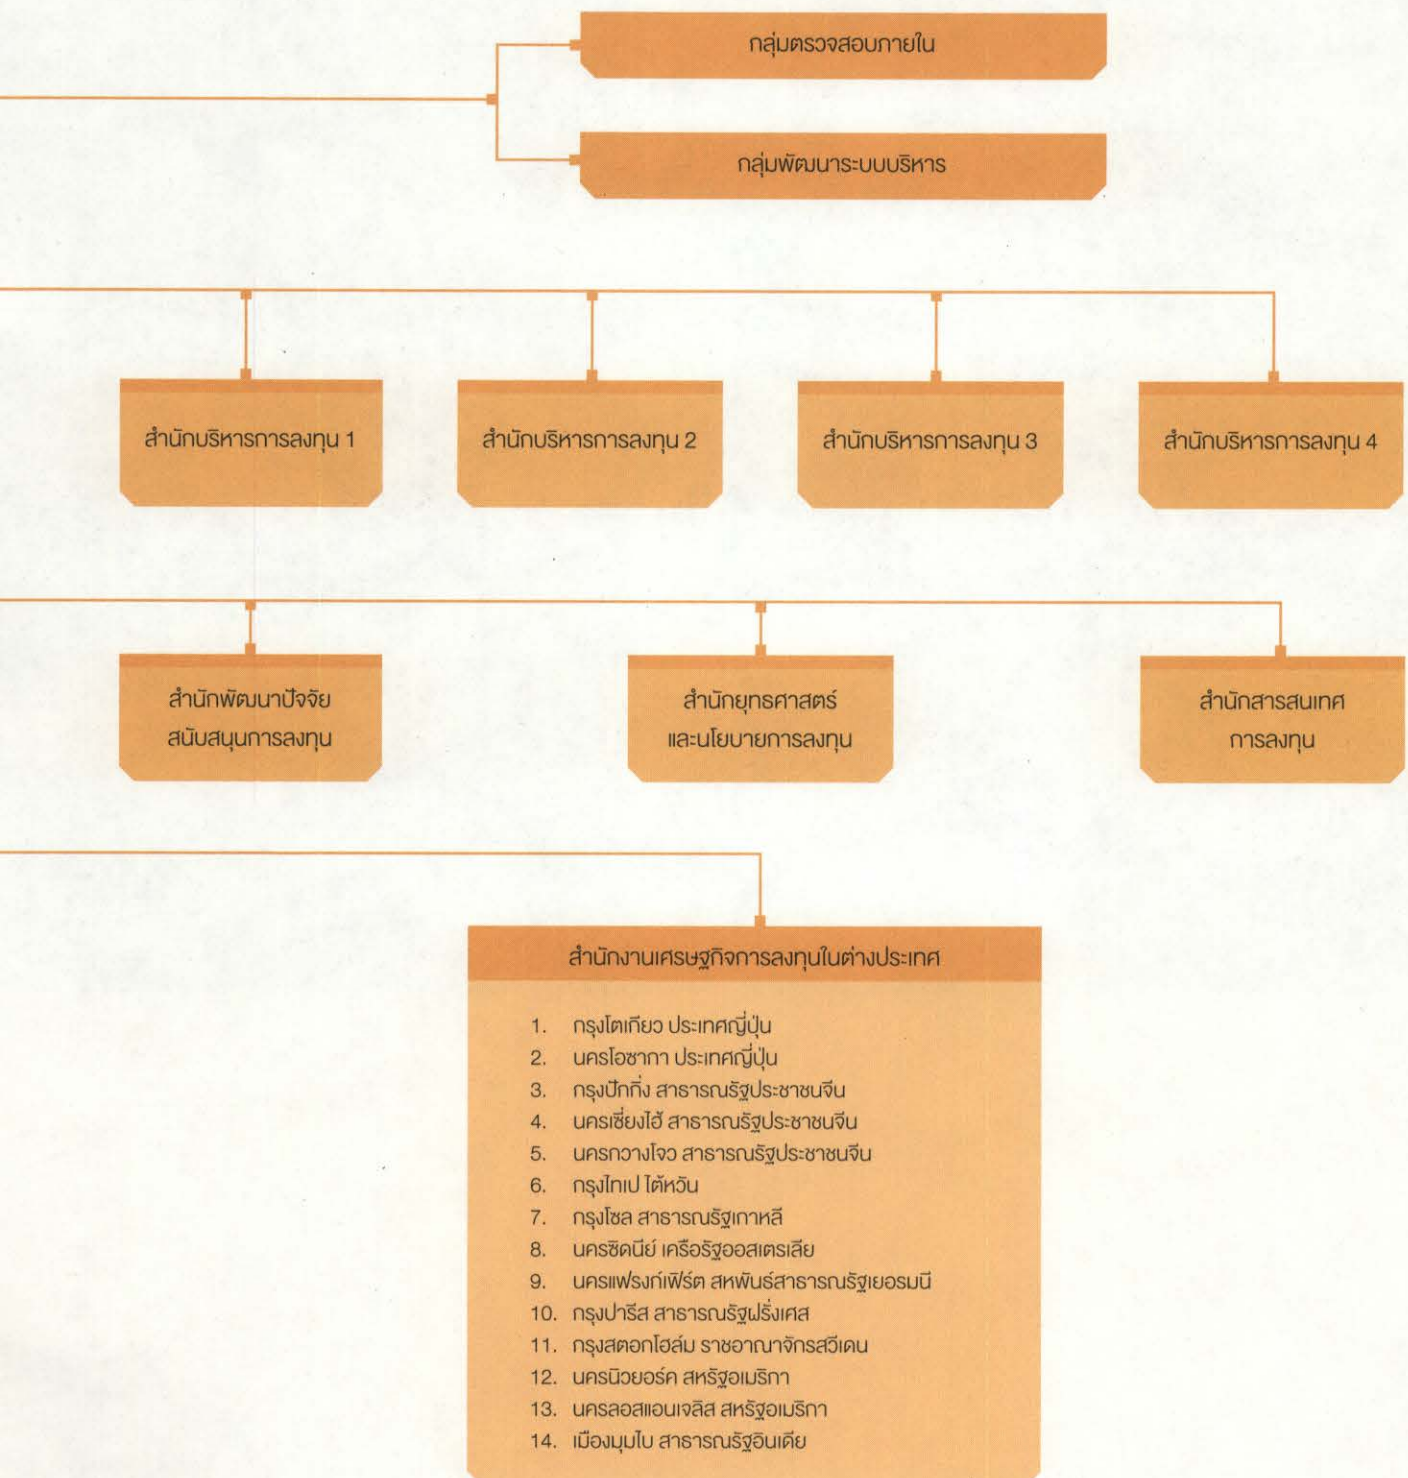 กลุ่มตรวจสอบภายใน
กลุ่มพัฒนาระบบบริหาร
สำนักบริหารการลงทุน 1
สำนักบริหารการลงทุน 2
สำนักบริหารการลงทุน 3
สำนักบริหารการลงทุน 4
สำนักพัฒนาปัจจัย
สนับสนุนการลงทุน
สำนักยุทธศาสตร์
และนโยบายการลงทุน
สำนักสารสนเทศ
การลงทุน
สำนักงานเศรษฐกิจการลงทุนในต่างประเทศ
1. กรุงโตเกียว ประเทศญี่ปุ่น
2. นครโอซากา ประเทศญี่ปุ่น
3. กรุงปักกิ่ง สาธารณรัฐประชาชนจีน
4. นครเซี่ยงไฮ้ สาธารณรัฐประชาชนจีน
5. นครกวางโจว สาธารณรัฐประชาชนจีน
6. กรุงไทเป ไต้หวัน
7. กรุงโซล สาธารณรัฐเกาหลี
8. นครซิดนีย์ เครือรัฐออสเตรเลีย
9. นครแฟรงก์เฟิร์ต สหพันธ์สาธารณรัฐเยอรมนี
10. กรุงปารีส สาธารณรัฐฝรั่งเศส
11. กรุงสตอกโฮล์ม ราชอาณาจักรสวีเดน
12. นครนิวยอร์ค สหรัฐอเมริกา
13. นครลอสแอนเจลิส สหรัฐอเมริกา
14. เมืองมุมไบ สาธารณรัฐอินเดีย